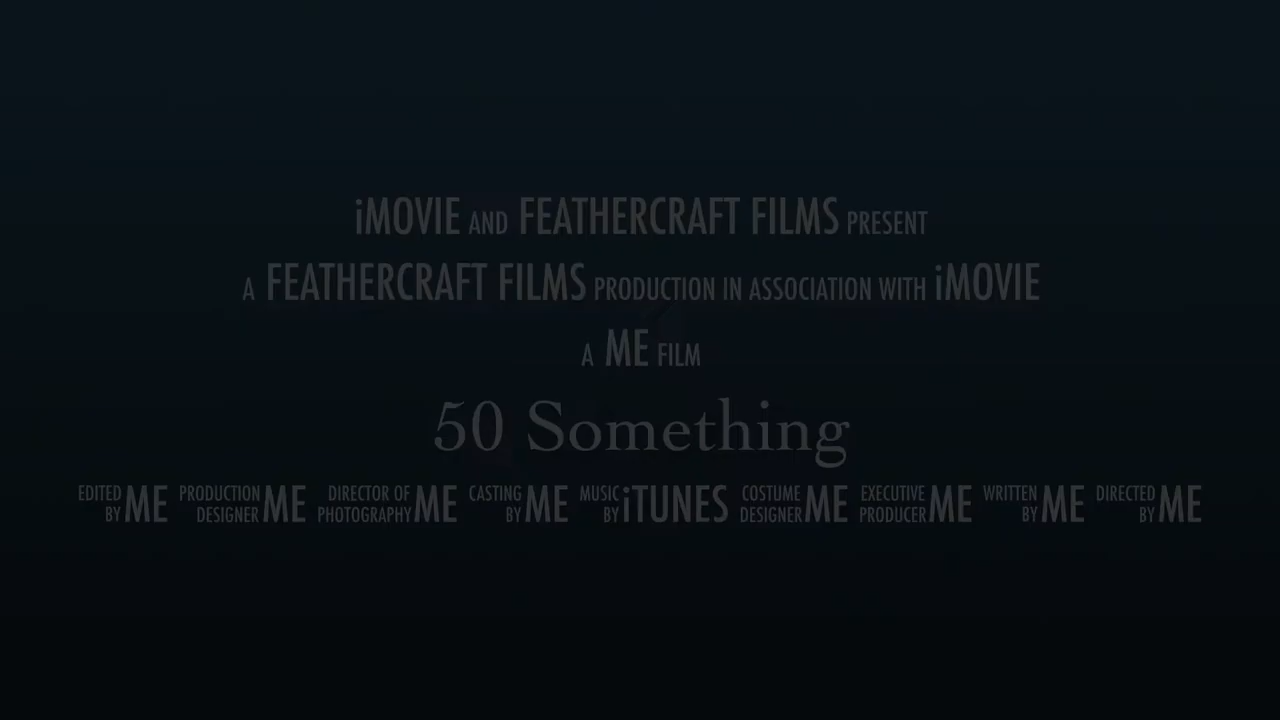 iMOVIE AND FEATHERCRAFT FILMS PRESENT
A FEATHERCRAFT FILMS PRODUCTION IN ASSOCIATION WITH iMOVIE
A ME FILM
50 Something
EDITED BY ME PRODUCTION DESIGNER ME DIRECTOR OF PHOTOGRAPHY ME CASTING BY ME MUSIC BY iTUNES COSTUME DESIGNER ME EXECUTIVE PRODUCER ME WRITTEN BY ME DIRECTED BY ME